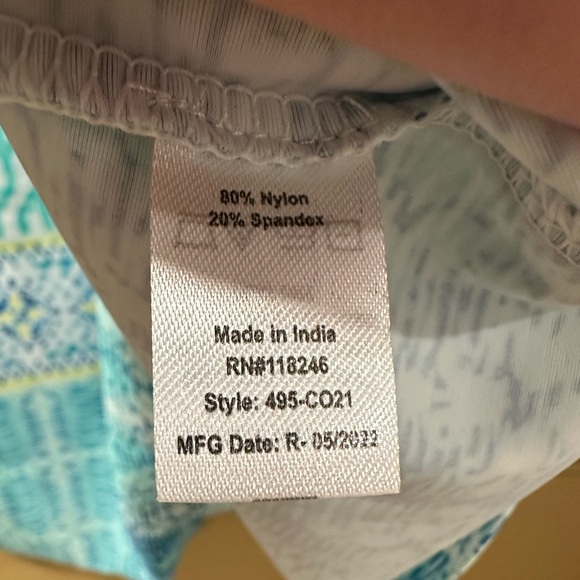 80% Nylon
20% Spandex
Made in India
RN#118246
Style: 495-CO21
MFG Date: R- 05/2022